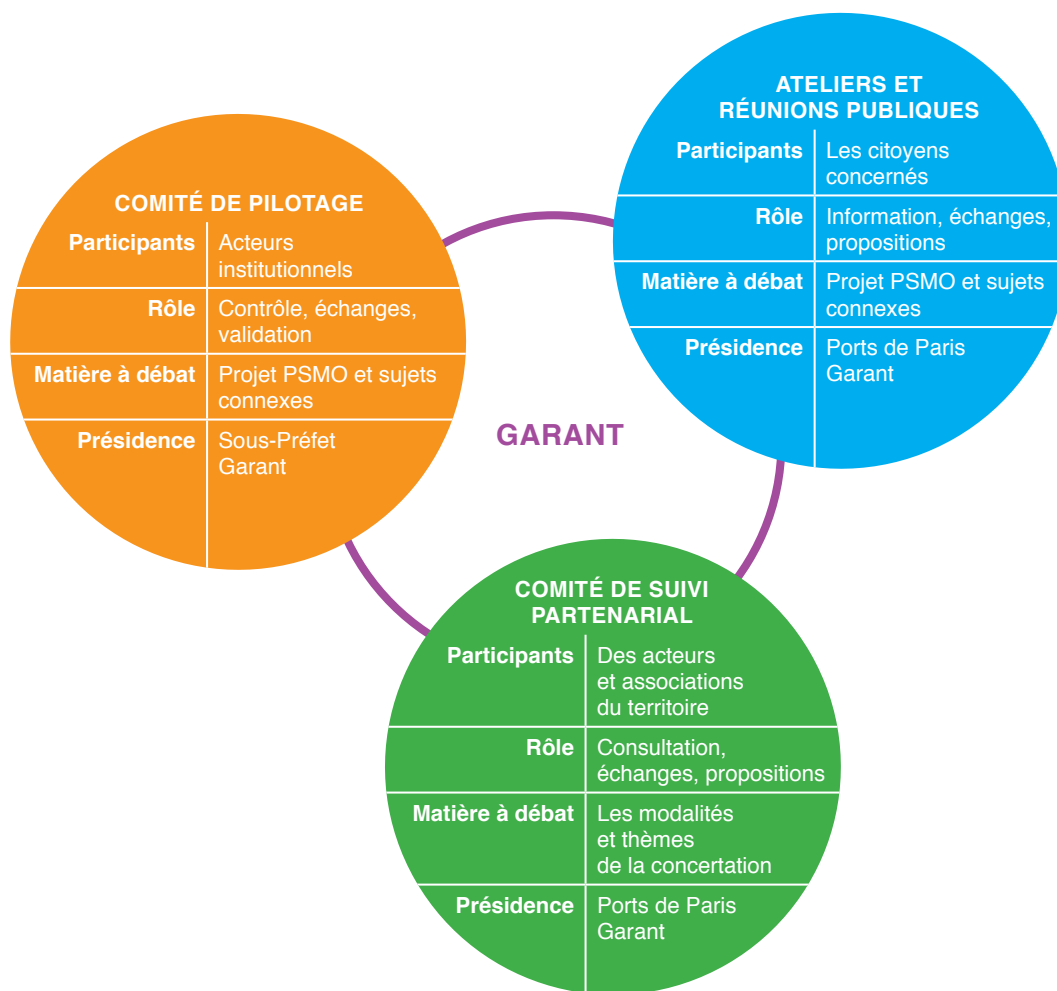 COMITÉ DE PILOTAGE
Participants
Acteurs
institutionnels
Rôle
Contrôle, échanges,
validation
Matière à débat
Projet PSMO et sujets
connexes
Présidence
Sous-Préfet
Garant
ATELIERS ET
RÉUNIONS PUBLIQUES
Participants
Les citoyens
concernés
Rôle
Information, échanges,
propositions
Matière à débat
Projet PSMO et sujets
connexes
Présidence
Ports de Paris
Garant
GARANT
COMITÉ DE SUIVI
PARTENARIAL
Participants
Des acteurs
et associations
du territoire
Rôle
Consultation,
échanges, propositions
Matière à débat
Les modalités
et thèmes
de la concertation
Présidence
Ports de Paris
Garant